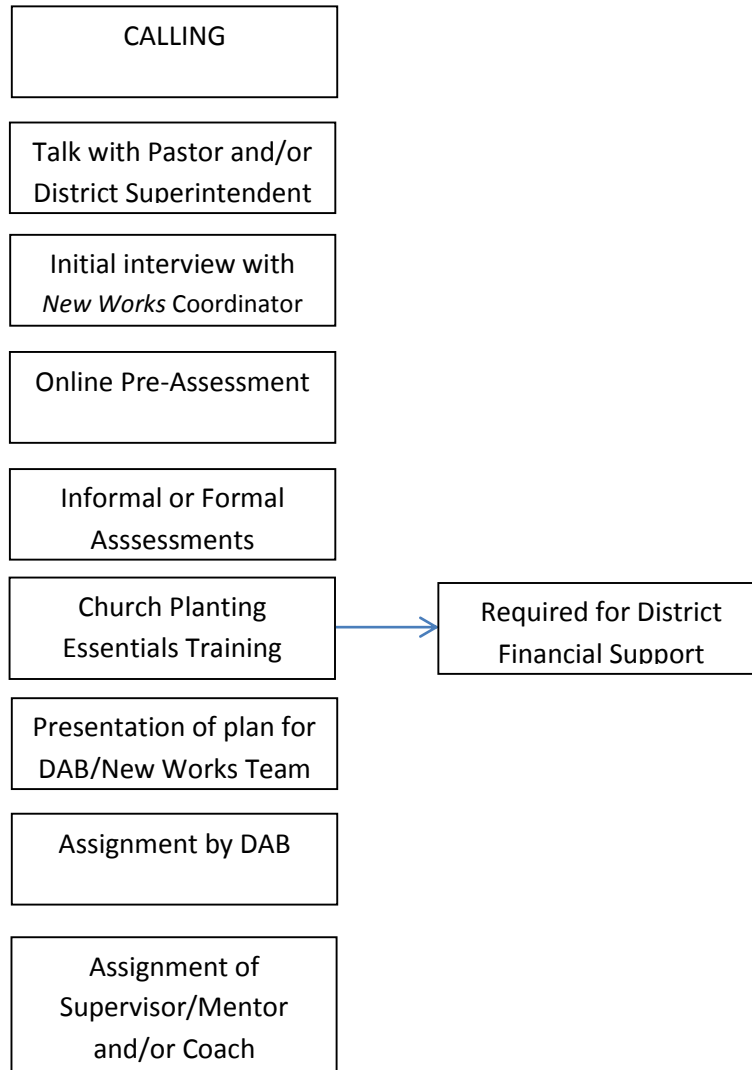 CALLING
Talk with Pastor and/or
District Superintendent
Initial interview with
New Works Coordinator
Online Pre-Assessment
Informal or Formal
Asssessments
Church Planting
Essentials Training
Required for District
Financial Support
Presentation of plan for
DAB/New Works Team
Assignment by DAB
Assignment of
Supervisor/Mentor
and/or Coach